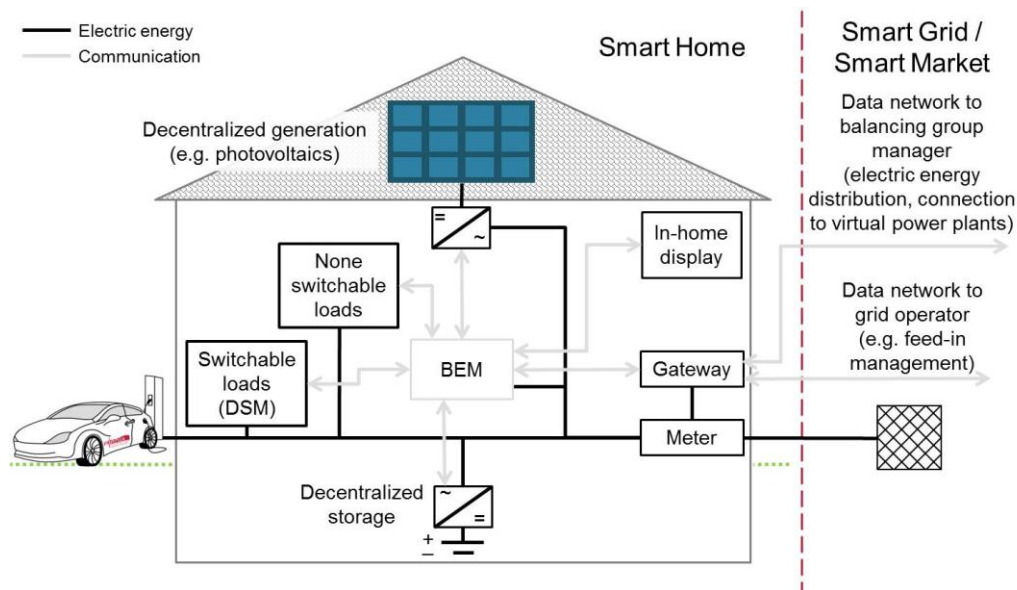 Electric energy
Communication
Smart Home
Smart Grid /
Smart Market
Decentralized generation
(e.g. photovoltaics)
Data network to
balancing group
manager
(electric energy
distribution, connection
to virtual power plants)
=
~
In-home
display
None
switchable
loads
Data network to
grid operator
(e.g. feed-in
management)
Switchable
loads
(DSM)
BEM
Gateway
Meter
Decentralized
storage
~
=
+
–